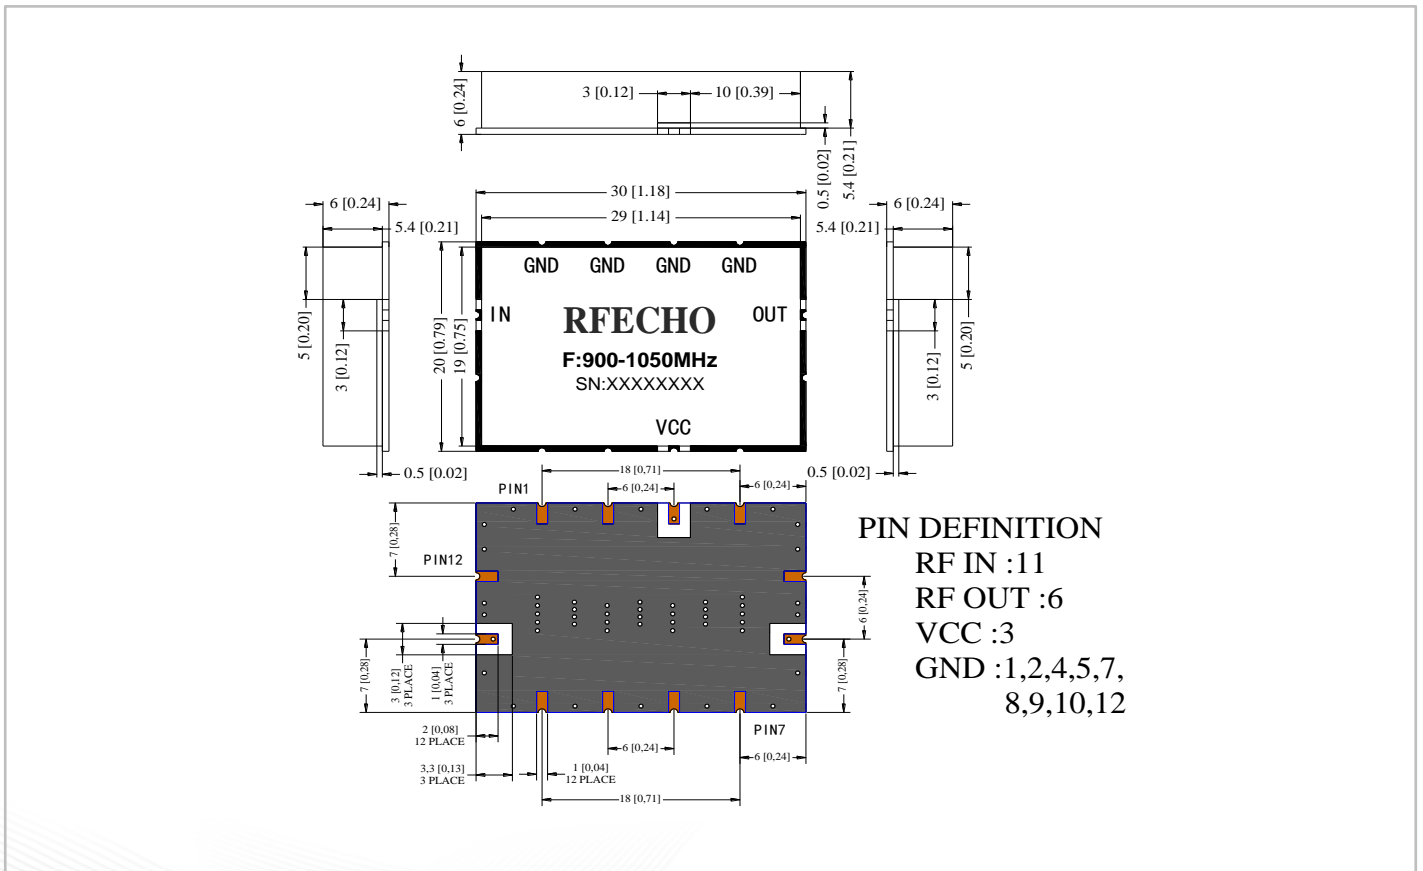 3 [0.12]
10 [0.39]
6 [0.24]
0.5 [0.02]
5.4 [0.21]
30 [1.18]
29 [1.14]
6 [0.24]
5.4 [0.21]
6 [0.24]
5.4 [0.21]
GND GND GND GND
IN
RFECHO
OUT
F:900-1050MHz
SN:XXXXXXXX
VCC
5 [0.20]
3 [0.12]
20 [0.79]
19 [0.75]
3 [0.12]
5 [0.20]
0.5 [0.02]
0.5 [0.02]
18 [0,71]
PIN1
6 [0,24]
6 [0,24]
7 [0,28]
PIN12
PIN DEFINITION
RF IN :11
RF OUT :6
VCC :3
GND :1,2,4,5,7,
8,9,10,12
6 [0,24]
7 [0,28]
7 [0,28]
3 [0,12]
3 PLACE
1 [0,04]
3 PLACE
2 [0,08]
12 PLACE
PIN7
6 [0,24]
6 [0,24]
3,3 [0,13]
3 PLACE
1 [0,04]
12 PLACE
18 [0,71]